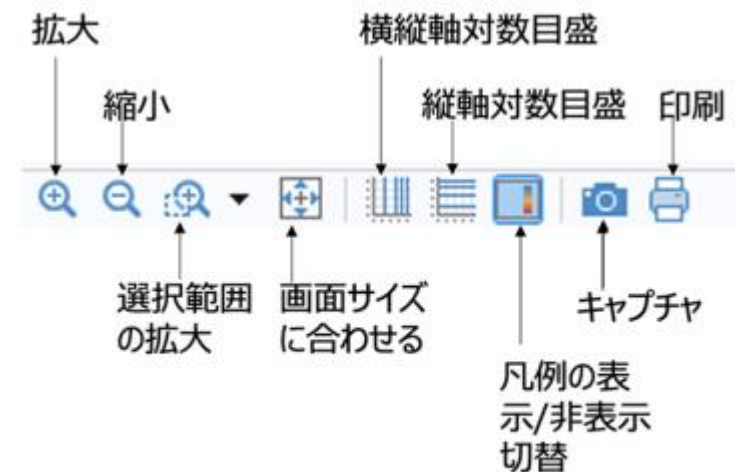 拡大
横縦軸対数目盛
縮小
縦軸対数目盛
印刷
選択範囲
の拡大
画面サイズ
に合わせる
キャプチャ
凡例の表
示/非表示
切替